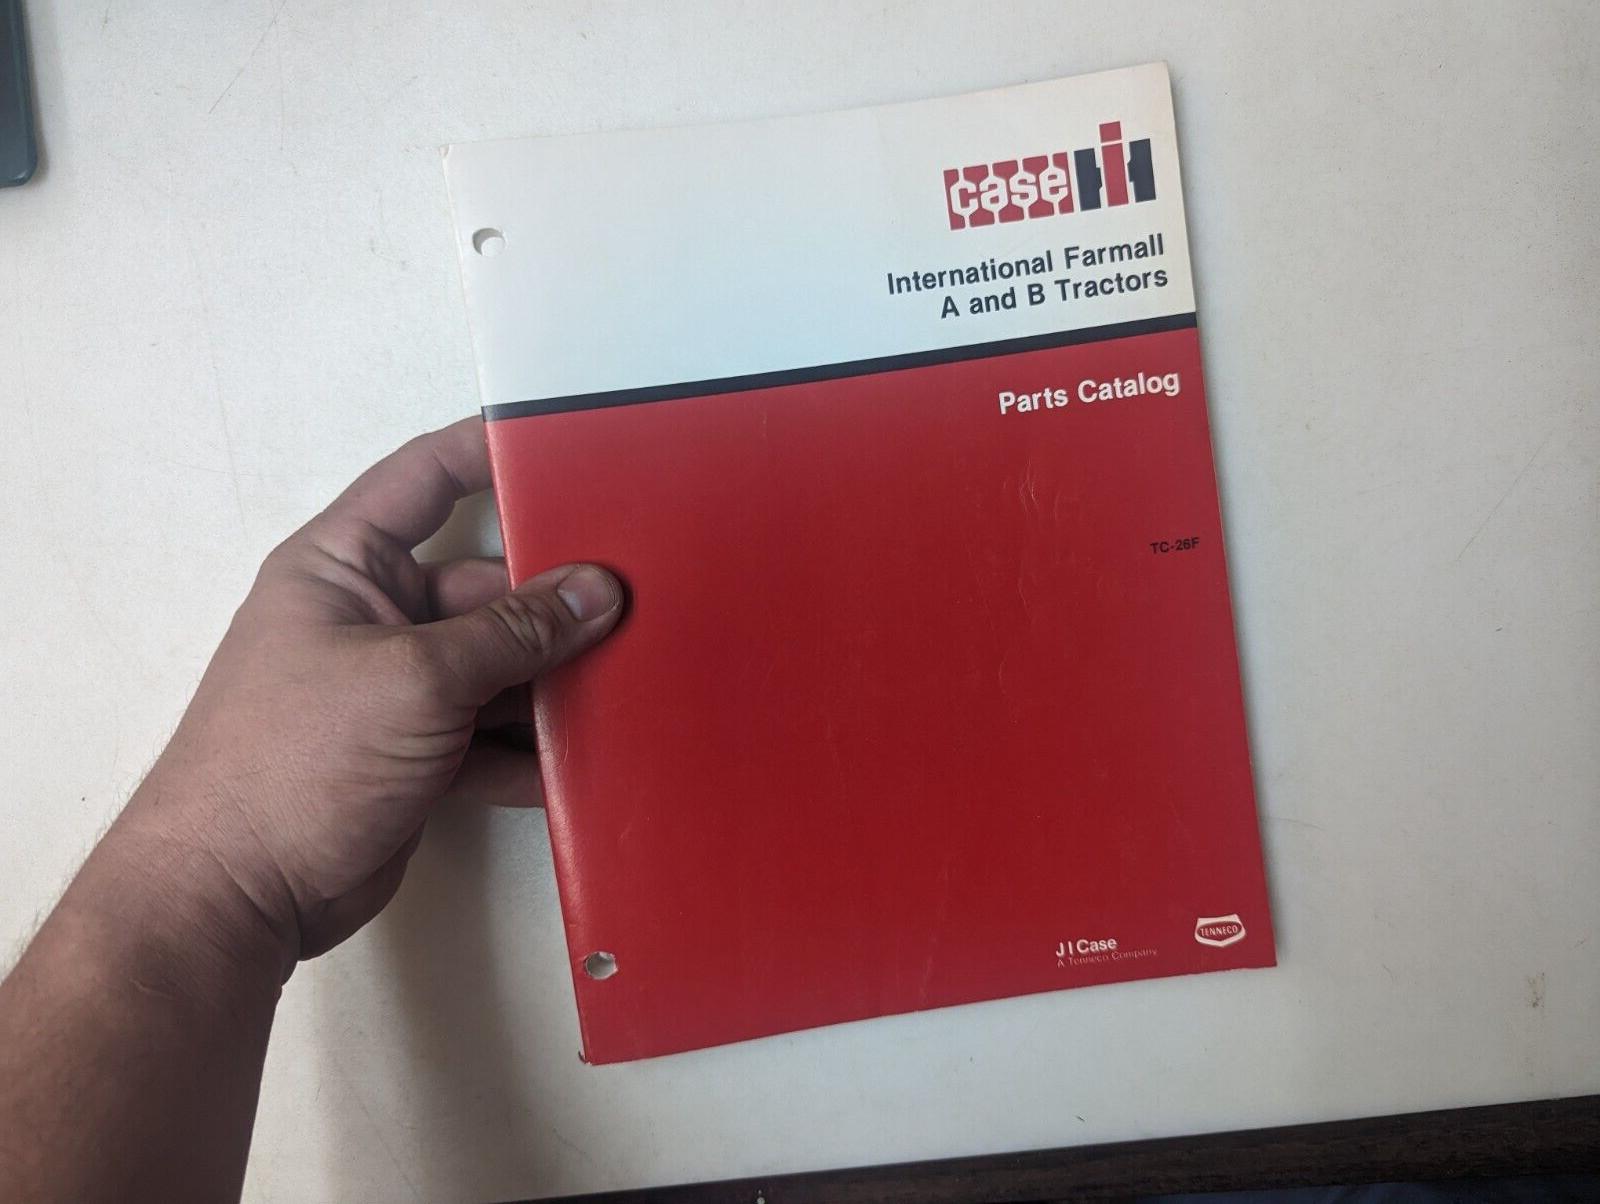 case IH
International Farmall
A and B Tractors
Parts Catalog
TC-26F
J I Case
A Tenneco Company
TENNECO